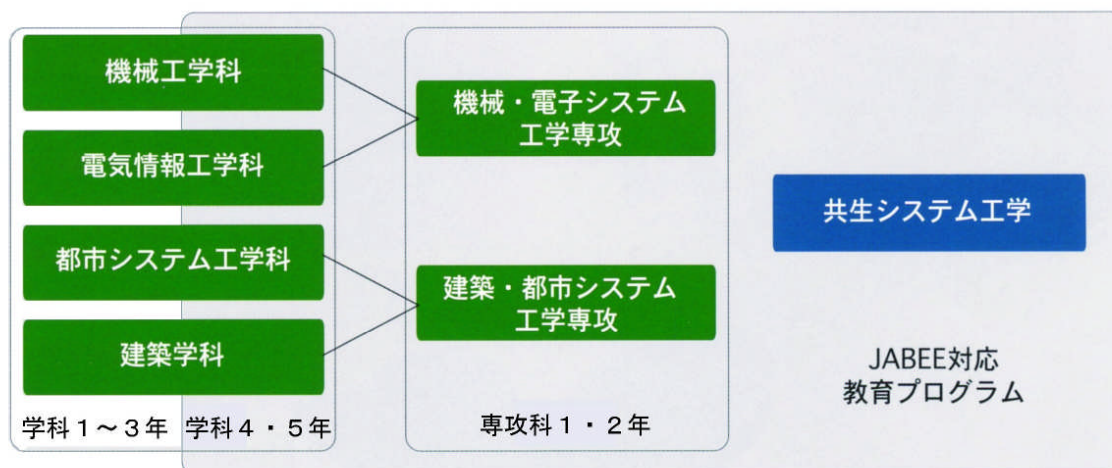 機械工学科
電気情報工学科
都市システム工学科
建築学科
学科１～３年
学科４・５年
機械・電子システム
工学専攻
建築・都市システム
工学専攻
専攻科１・２年
共生システム工学
JABEE対応
教育プログラム